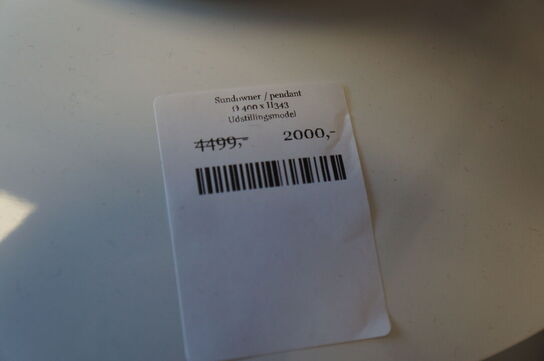 Sundowner / pendant
Ø 400 x H343
Udstillingsmodel
4499,- 2000,-